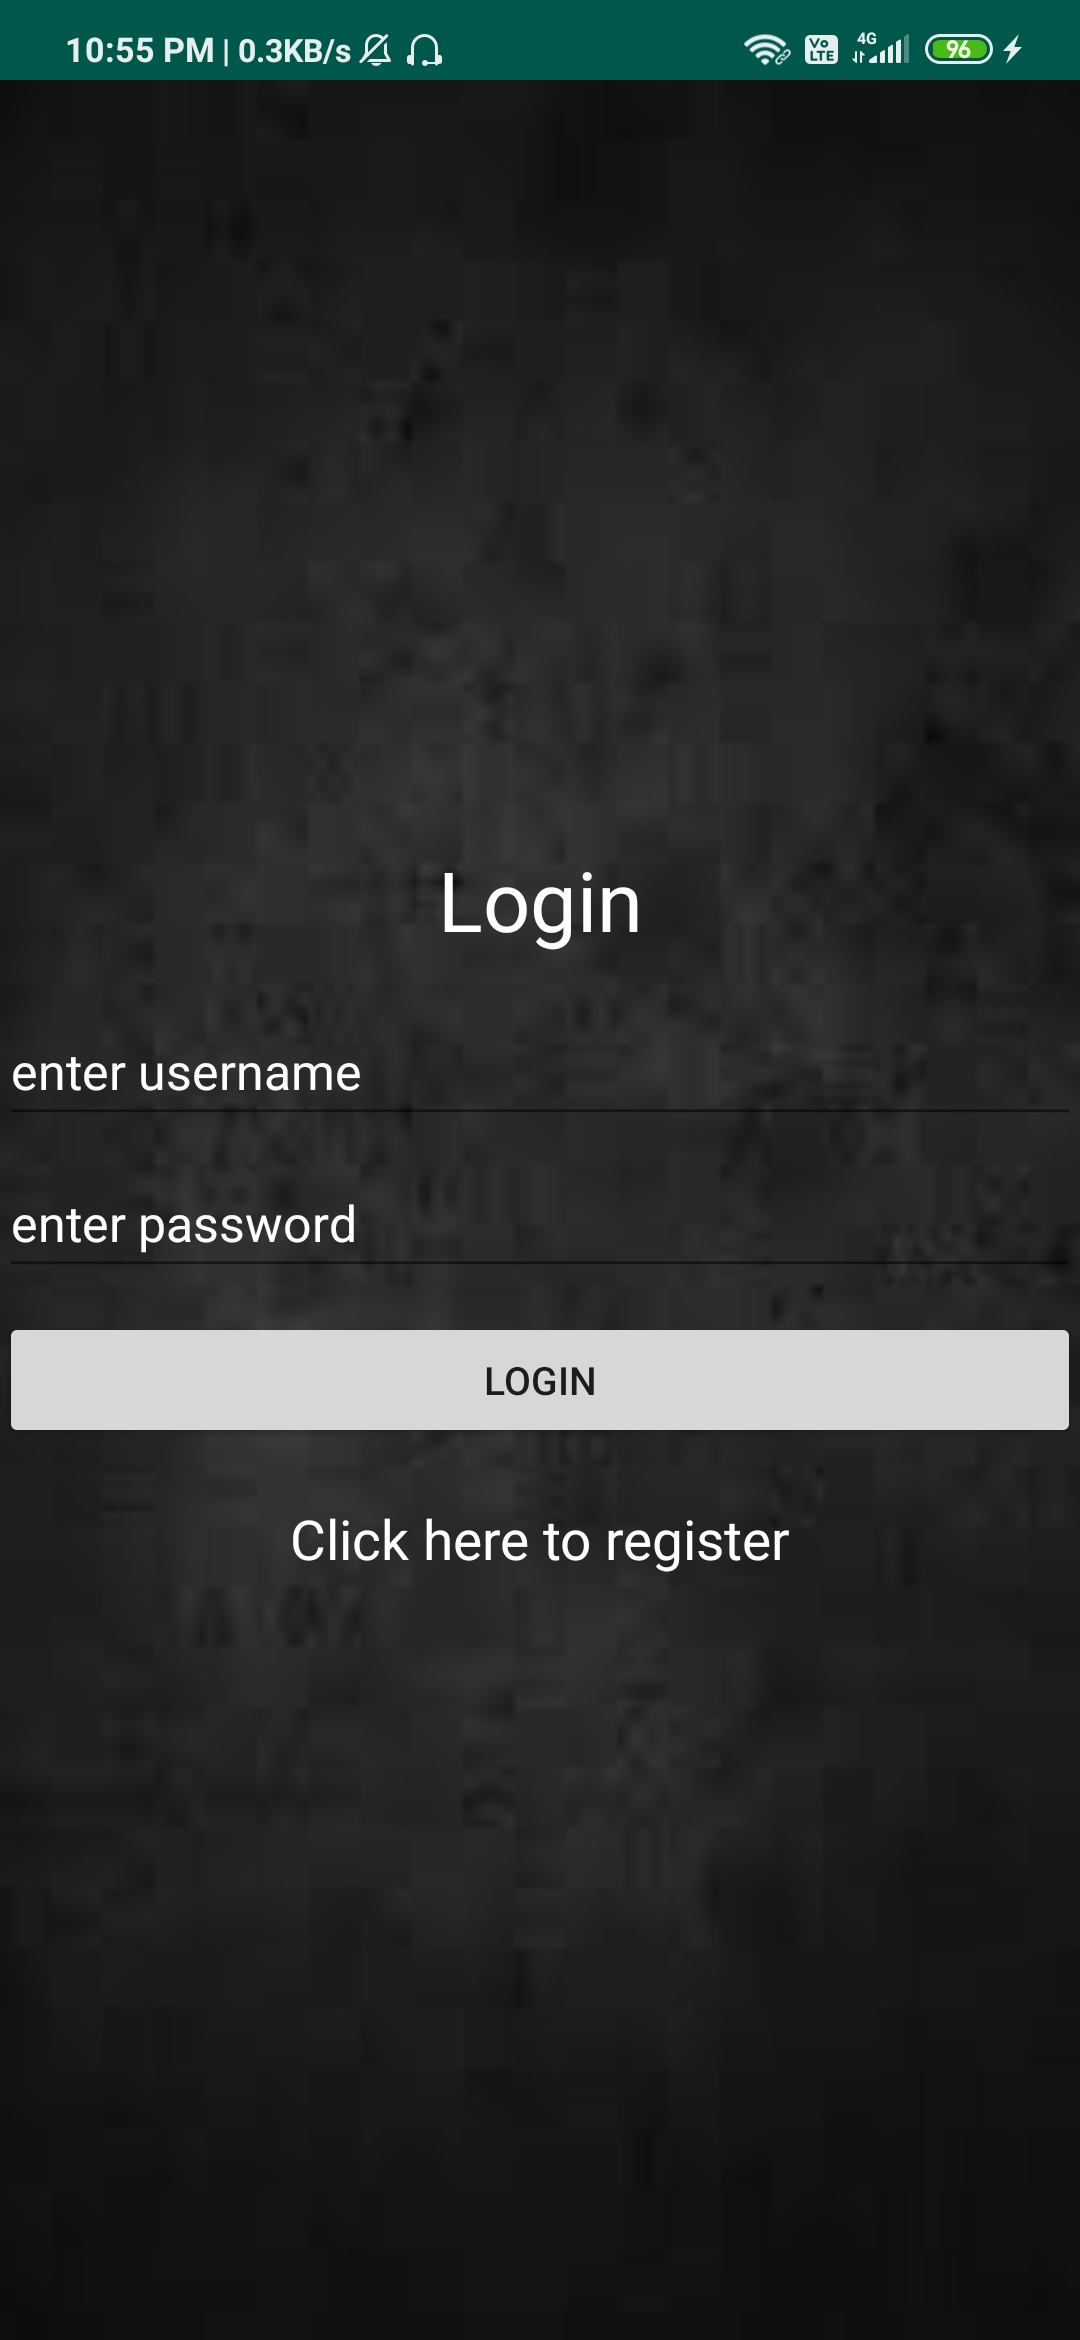 10:55 PM | 0.3KB/s Vo LTE 4G 96
Login
enter username
enter password
LOGIN
Click here to register